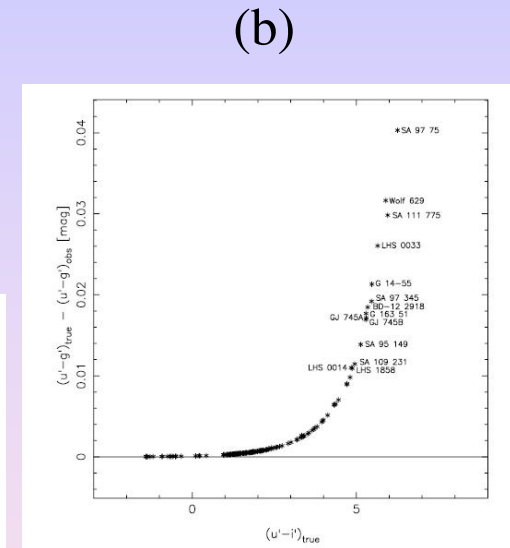 (b)
SA 97 75
Wolf 629
SA 111 775
LHS 0033
G 14-55
SA 97 345
BD-12 2918
G 163 51
GJ 745A
GJ 745B
SA 95 149
SA 109 231
LHS 0014
LHS 1858
0.04
0.03
0.02
0.01
0
(u'-g')true - (u'-g')obs [mag]
0
5
(u'-i')true